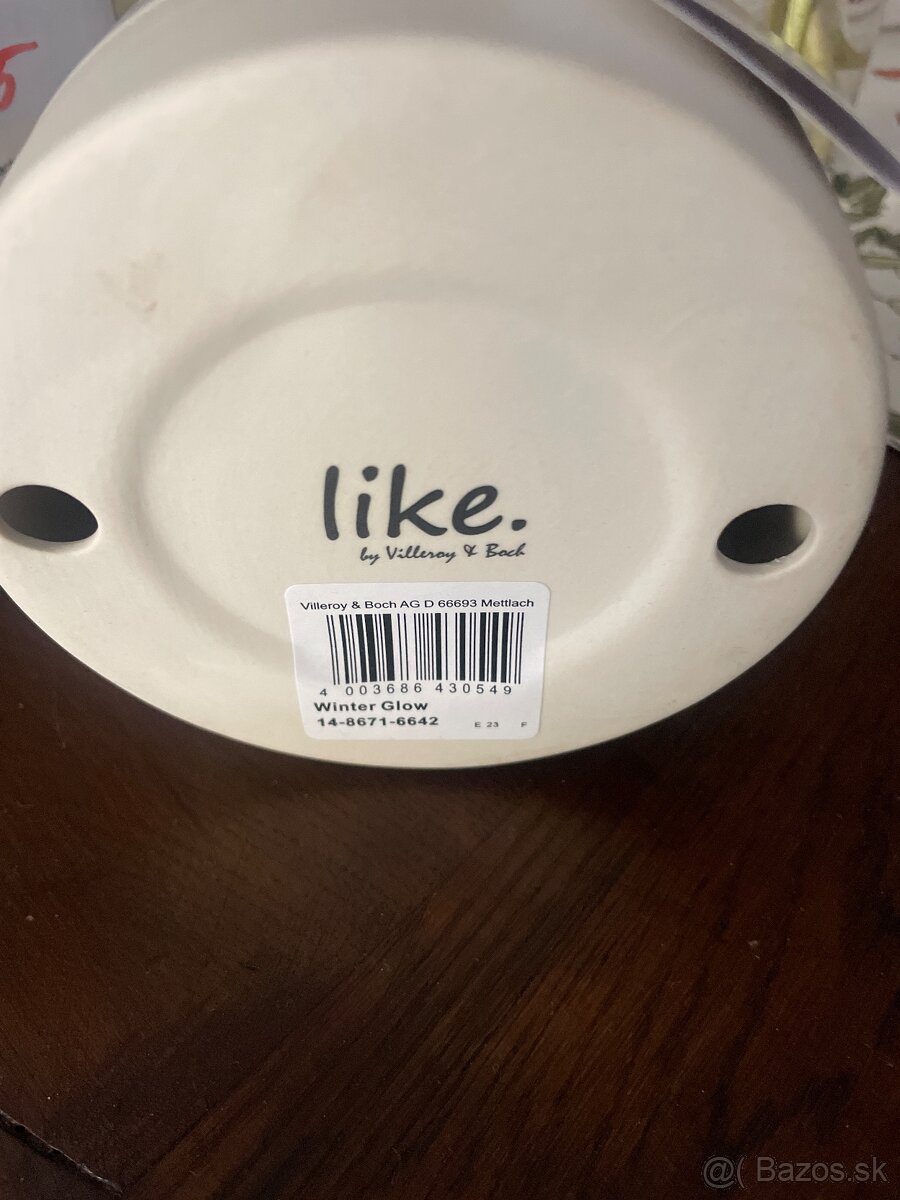 5
like.
by Villeroy & Boch
Villeroy & Boch AG D 66693 Mettlach
4 003686 430549
Winter Glow
14-8671-6642 E 23 F
@( Bazos.sk